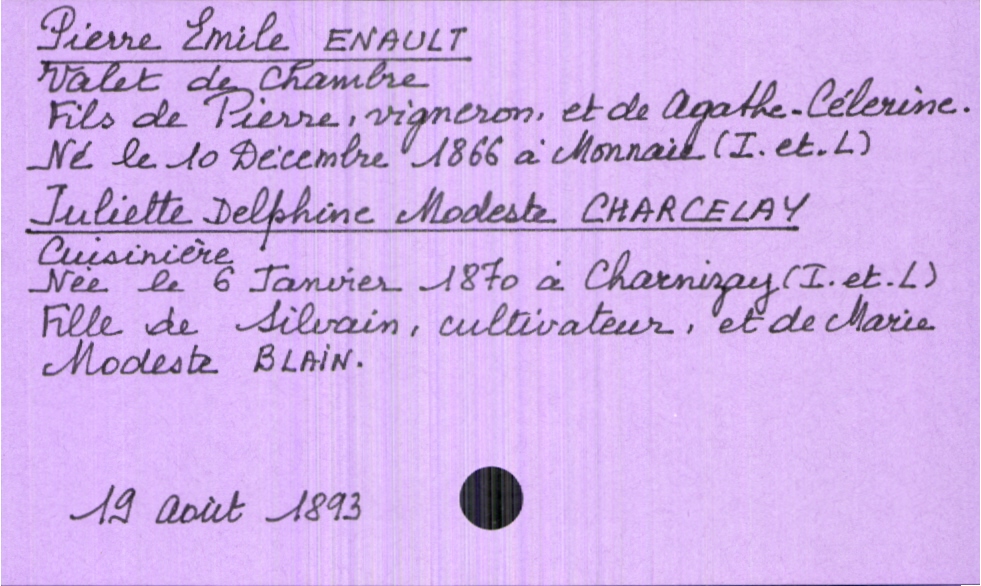 Pierre Emile ENAULT
Valet de Chambre
Fils de Pierre, vigneron, et de Agathe-Célerine.
Né le 10 Décembre 1866 à Monnaie (I. et. L)
Juliette Delphine Modeste CHARCELAY
Cuisinière
Née le 6 Janvier 1870 à Charnizay (I. et. L)
Fille de Silvain, cultivateur, et de Marie
Modeste BLAIN.
19 août 1893